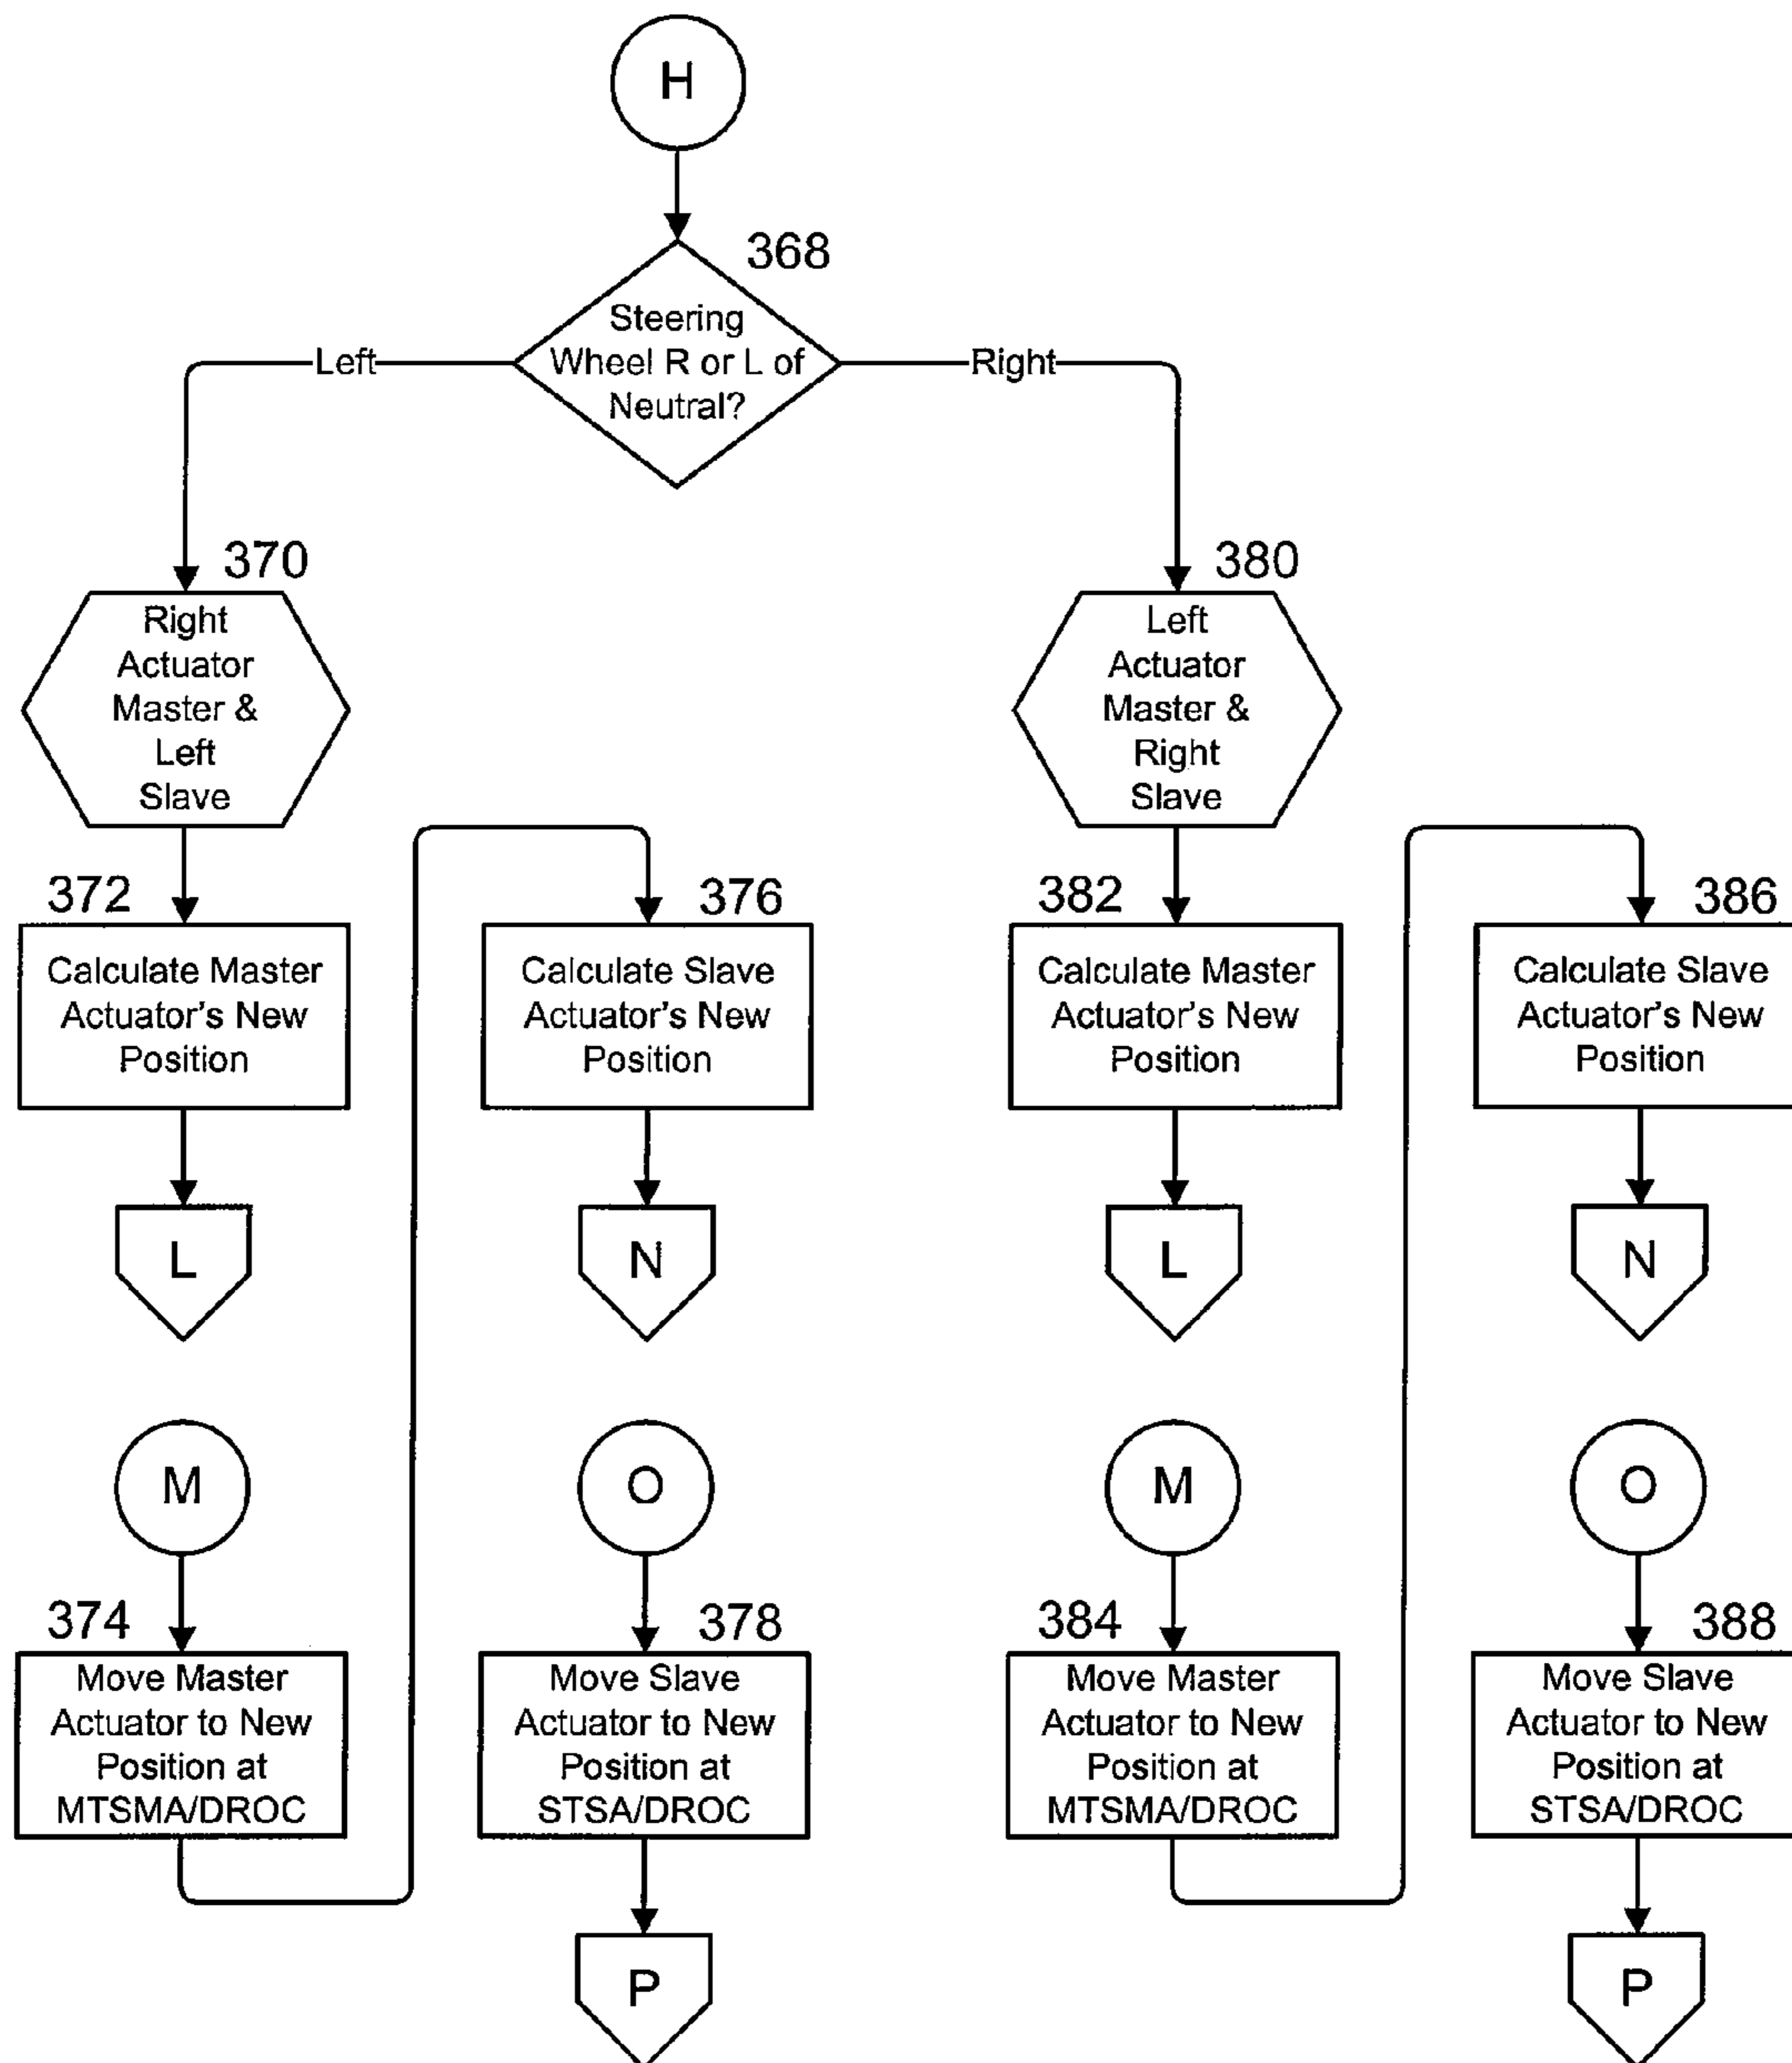 H
368
Steering
Wheel R or L of
Neutral?
Left
Right
370
Right
Actuator
Master &
Left
Slave
380
Left
Actuator
Master &
Right
Slave
372
Calculate Master
Actuator's New
Position
376
Calculate Slave
Actuator's New
Position
382
Calculate Master
Actuator's New
Position
386
Calculate Slave
Actuator's New
Position
L
N
L
N
M
O
M
O
374
Move Master
Actuator to New
Position at
MTSMA/DROC
378
Move Slave
Actuator to New
Position at
STSA/DROC
384
Move Master
Actuator to New
Position at
MTSMA/DROC
388
Move Slave
Actuator to New
Position at
STSA/DROC
P
P